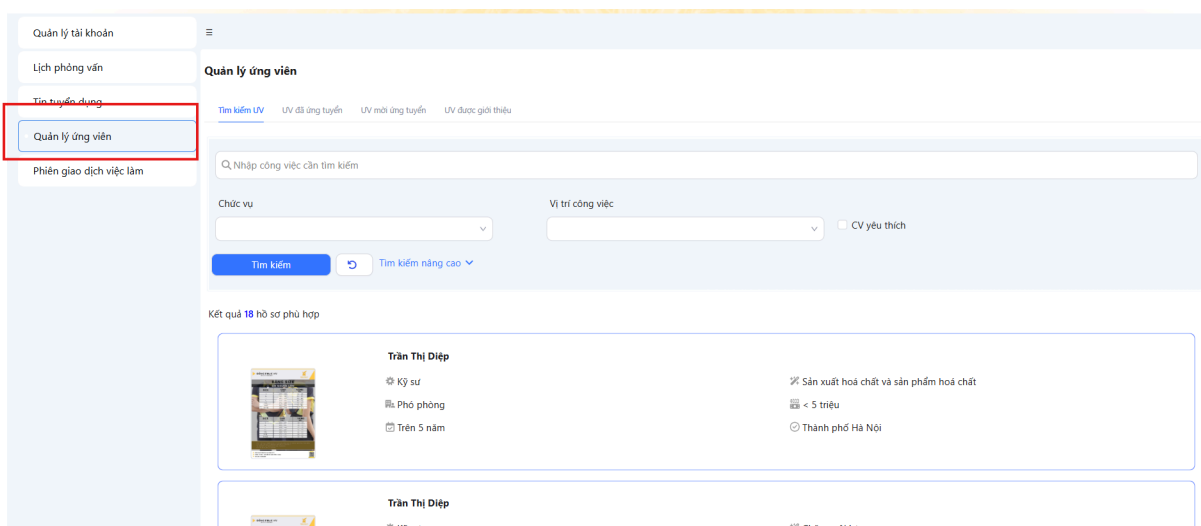 Quản lý tài khoản
Lịch phỏng vấn
Tin tuyển dụng
Quản lý ứng viên
Phiên giao dịch việc làm
Quản lý ứng viên
Tìm kiếm UV UV đã ứng tuyển UV mới ứng tuyển UV được giới thiệu
Nhập công việc cần tìm kiếm
Chức vụ Vị trí công việc
CV yêu thích
Tìm kiếm Tìm kiếm nâng cao
Kết quả 18 hồ sơ phù hợp
Trần Thị Diệp
Kỹ sư Sản xuất hoá chất và sản phẩm hoá chất
Phó phòng < 5 triệu
Trên 5 năm Thành phố Hà Nội
Trần Thị Diệp